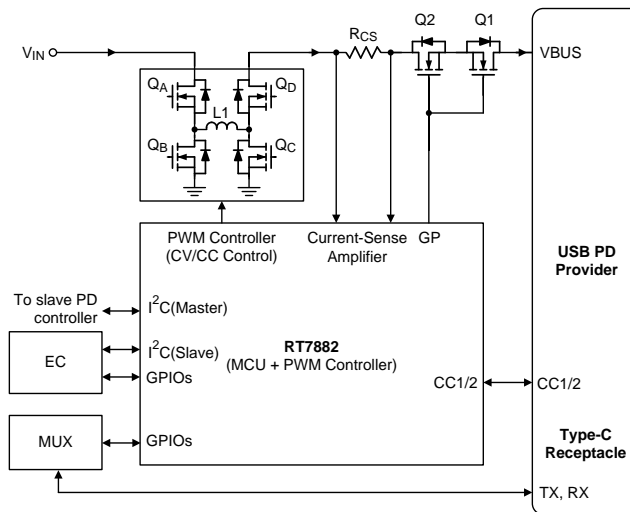 VIN
RCS
Q2
Q1
VBUS
QA
QD
L1
QB
QC
PWM Controller
(CV/CC Control)
Current-Sense
Amplifier
GP
USB PD
Provider
To slave PD
controller
I²C(Master)
EC
I²C(Slave)
GPIOs
RT7882
(MCU + PWM Controller)
CC1/2
CC1/2
MUX
GPIOs
Type-C
Receptacle
TX, RX